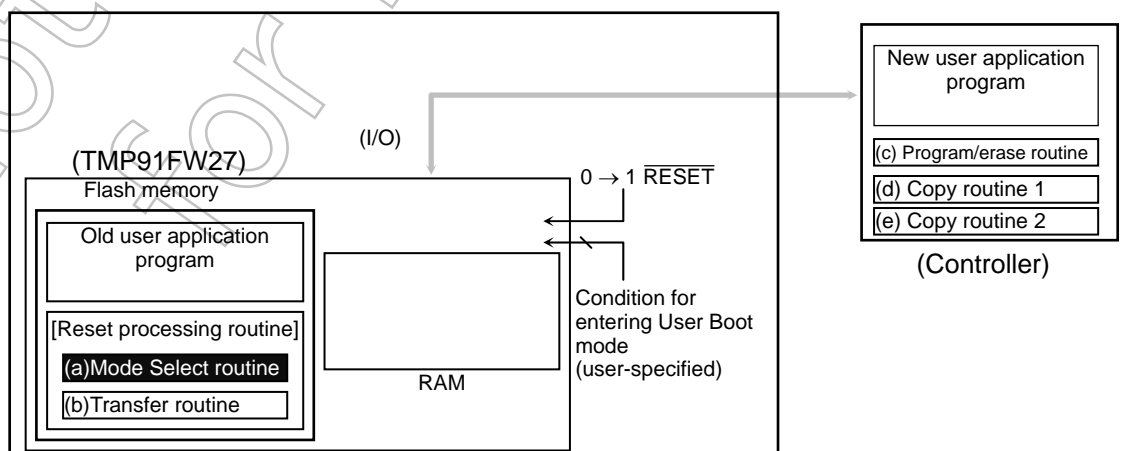 for
(I/O)
(TMP91FW27)
Flash memory
Old user application
program
[Reset processing routine]
(a)Mode Select routine
(b)Transfer routine
RAM
0 → 1 RESET
Condition for
entering User Boot
mode
(user-specified)
New user application
program
(c) Program/erase routine
(d) Copy routine 1
(e) Copy routine 2
(Controller)